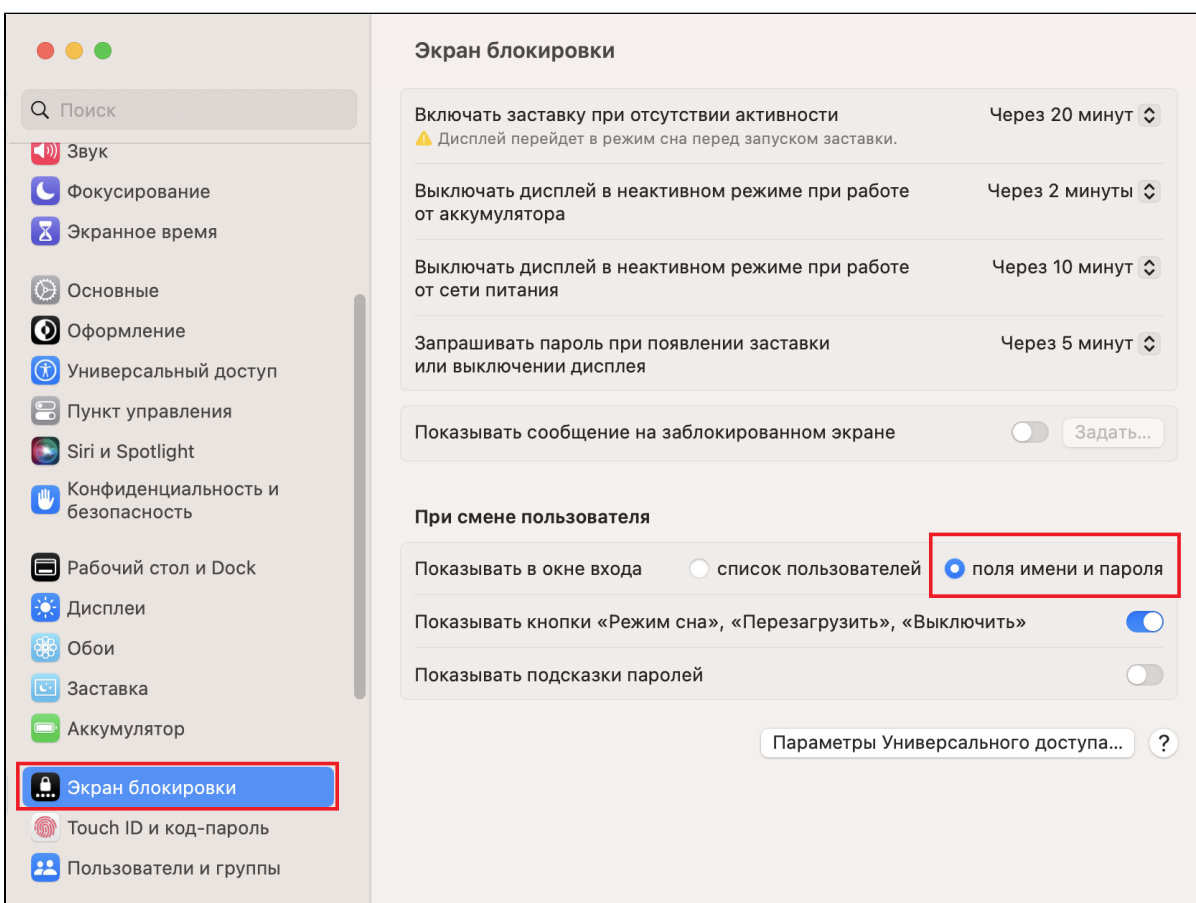 Поиск
Звук
Фокусирование
Экранное время
Основные
Оформление
Универсальный доступ
Пункт управления
Siri и Spotlight
Конфиденциальность и
безопасность
Рабочий стол и Dock
Дисплеи
Обои
Заставка
Аккумулятор
Экран блокировки
Touch ID и код-пароль
Пользователи и группы
Экран блокировки
Включать заставку при отсутствии активности Через 20 минут
Дисплей перейдет в режим сна перед запуском заставки.
Выключать дисплей в неактивном режиме при работе Через 2 минуты
от аккумулятора
Выключать дисплей в неактивном режиме при работе Через 10 минут
от сети питания
Запрашивать пароль при появлении заставки Через 5 минут
или выключении дисплея
Показывать сообщение на заблокированном экране Задать...
При смене пользователя
Показывать в окне входа список пользователей поля имени и пароля
Показывать кнопки «Режим сна», «Перезагрузить», «Выключить»
Показывать подсказки паролей
Параметры Универсального доступа... ?